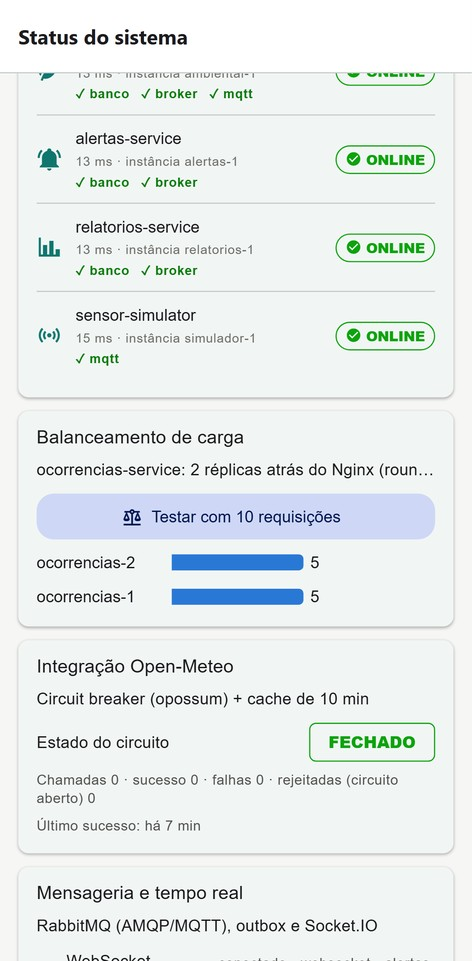 Status do sistema
13 ms · instância ambiental-1
ONLINE
✓ banco ✓ broker ✓ mqtt
alertas-service
13 ms · instância alertas-1
ONLINE
✓ banco ✓ broker
relatorios-service
13 ms · instância relatorios-1
ONLINE
✓ banco ✓ broker
sensor-simulator
15 ms · instância simulador-1
ONLINE
✓ mqtt
Balanceamento de carga
ocorrencias-service: 2 réplicas atrás do Nginx (roun…
Testar com 10 requisições
ocorrencias-2 5
ocorrencias-1 5
Integração Open-Meteo
Circuit breaker (opossum) + cache de 10 min
Estado do circuito FECHADO
Chamadas 0 · sucesso 0 · falhas 0 · rejeitadas (circuito
aberto) 0
Último sucesso: há 7 min
Mensageria e tempo real
RabbitMQ (AMQP/MQTT), outbox e Socket.IO
WebSocket